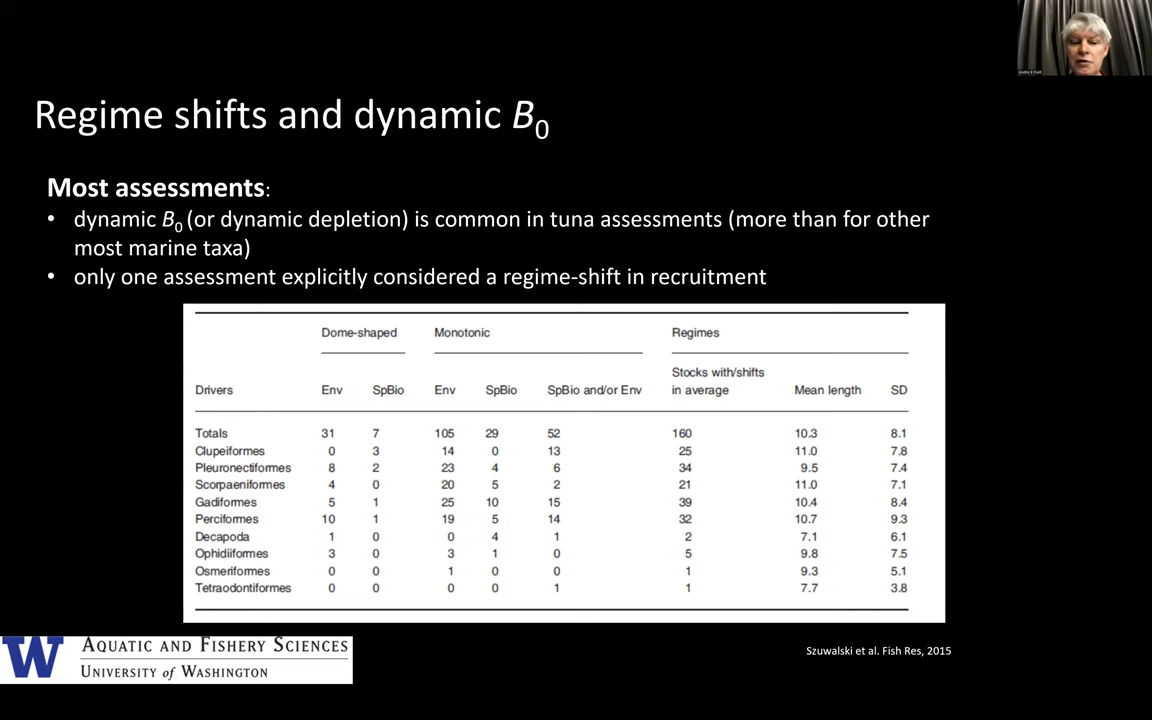 Andre E Punt
Regime shifts and dynamic B0
Most assessments:
• dynamic B0 (or dynamic depletion) is common in tuna assessments (more than for other
most marine taxa)
• only one assessment explicitly considered a regime-shift in recruitment
Dome-shaped Monotonic Regimes
Stocks with/shifts
Drivers Env SpBio Env SpBio SpBio and/or Env in average Mean length SD
Totals 31 7 105 29 52 160 10.3 8.1
Clupeiformes 0 3 14 0 13 25 11.0 7.8
Pleuronectiformes 8 2 23 4 6 34 9.5 7.4
Scorpaeniformes 4 0 20 5 2 21 11.0 7.1
Gadiformes 5 1 25 10 15 39 10.4 8.4
Perciformes 10 1 19 5 14 32 10.7 9.3
Decapoda 1 0 0 4 1 2 7.1 6.1
Ophidiiformes 3 0 3 1 0 5 9.8 7.5
Osmeriformes 0 0 1 0 0 1 9.3 5.1
Tetraodontiformes 0 0 0 0 1 1 7.7 3.8
W AQUATIC AND FISHERY SCIENCES
UNIVERSITY of WASHINGTON
Szuwalski et al. Fish Res, 2015